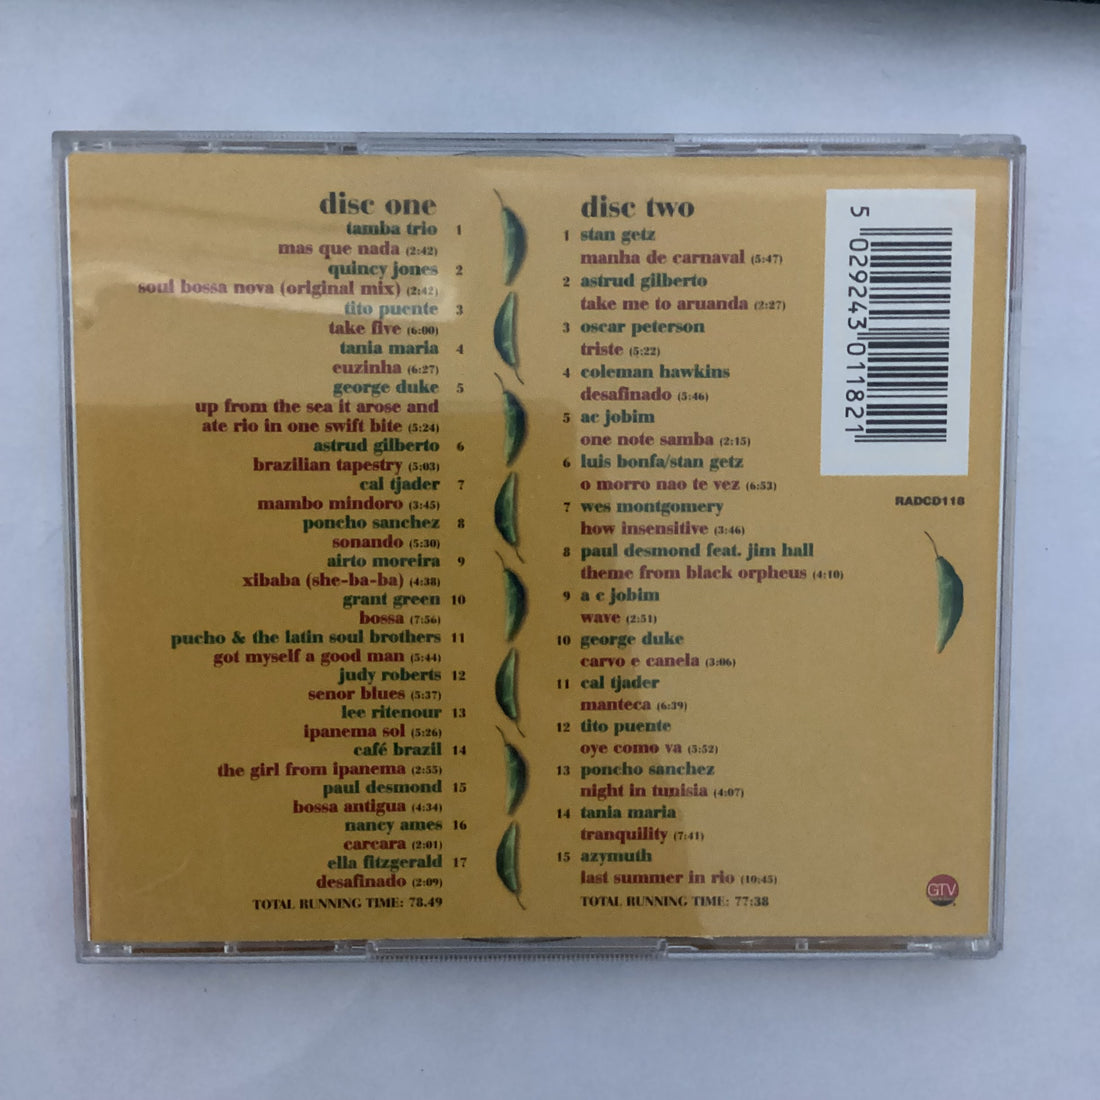 disc one
tamba trio 1
mas que nada (2:42)
quincy jones 2
soul bossa nova (original mix) (2:42)
tito puente 3
take five (6:00)
tania maria 4
euzinha (6:27)
george duke 5
up from the sea it arose and
ate rio in one swift bite (5:24)
astrud gilberto 6
brazilian tapestry (5:03)
cal tjader 7
mambo mindoro (3:45)
poncho sanchez 8
sonando (5:30)
airto moreira 9
xibaba (she-ba-ba) (4:38)
grant green 10
bossa (7:56)
pucho & the latin soul brothers 11
got myself a good man (5:44)
judy roberts 12
senor blues (5:37)
lee ritenour 13
ipanema sol (5:26)
café brazil 14
the girl from ipanema (2:55)
paul desmond 15
bossa antigua (4:34)
nancy ames 16
carcara (2:01)
ella fitzgerald 17
desafinado (2:09)
TOTAL RUNNING TIME: 78.49
disc two
1 stan getz
manha de carnaval (5:47)
2 astrud gilberto
take me to aruanda (2:27)
3 oscar peterson
triste (5:22)
4 coleman hawkins
desafinado (5:46)
5 ac jobim
one note samba (2:15)
6 luis bonfa/stan getz
o morro nao te vez (6:53)
7 wes montgomery
how insensitive (3:46)
8 paul desmond feat. jim hall
theme from black orpheus (4:10)
9 a c jobim
wave (2:51)
10 george duke
carvo e canela (3:06)
11 cal tjader
manteca (6:39)
12 tito puente
oye como va (5:52)
13 poncho sanchez
night in tunisia (4:07)
14 tania maria
tranquility (7:41)
15 azymuth
last summer in rio (10:45)
TOTAL RUNNING TIME: 77:38
5 029243 011821
RADCD118
GTV